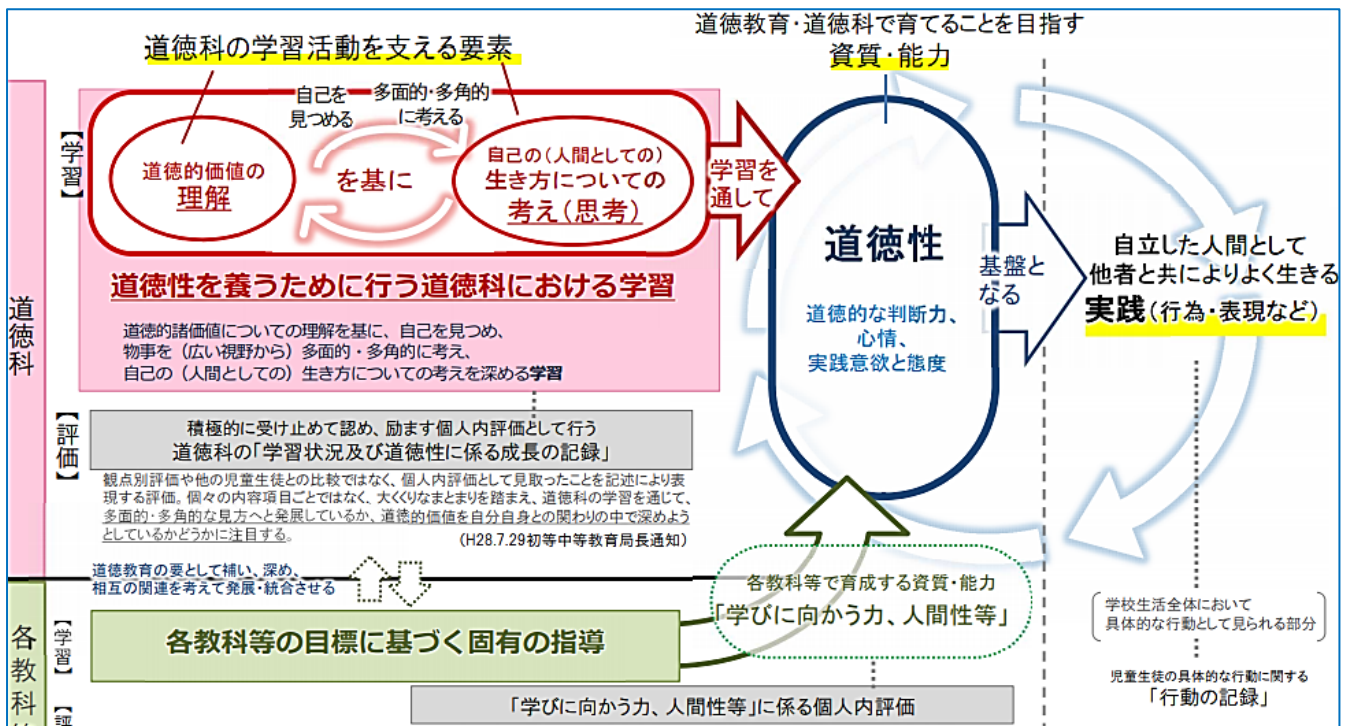 道徳教育・道徳科で育てることを目指す
資質・能力
道徳科の学習活動を支える要素
道徳科
【学習】
自己を
見つめる
多面的・多角的
に考える
道徳的価値の
理解
を基に
自己の(人間としての)
生き方についての
考え(思考)
学習を
通して
道徳性を養うために行う道徳科における学習
道徳的諸価値についての理解を基に、自己を見つめ、
物事を（広い視野から）多面的・多角的に考え、
自己の（人間としての）生き方についての考えを深める学習
道徳性
道徳的な判断力、
心情、
実践意欲と態度
基盤と
なる
自立した人間として
他者と共によりよく生きる
実践(行為・表現など)
【評価】
積極的に受け止めて認め、励ます個人内評価として行う
道徳科の「学習状況及び道徳性に係る成長の記録」
観点別評価や他の児童生徒との比較ではなく、個人内評価として見取ったことを記述により表
現する評価。個々の内容項目ごとではなく、大くくりなまとまりを踏まえ、道徳科の学習を通じて、
多面的・多角的な見方へと発展しているか、道徳的価値を自分自身との関わりの中で深めよう
としているかどうかに注目する。
(H28.7.29初等中等教育局長通知)
道徳教育の要として補い、深め、
相互の関連を考えて発展・統合させる
各教科等で育成する資質・能力
「学びに向かう力、人間性等」
各教科等
【学習】
各教科等の目標に基づく固有の指導
学校生活全体において
具体的な行動として見られる部分
児童生徒の具体的な行動に関する
「行動の記録」
【評
「学びに向かう力、人間性等」に係る個人内評価